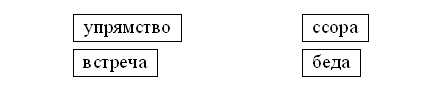 упрямство ссора
встреча беда